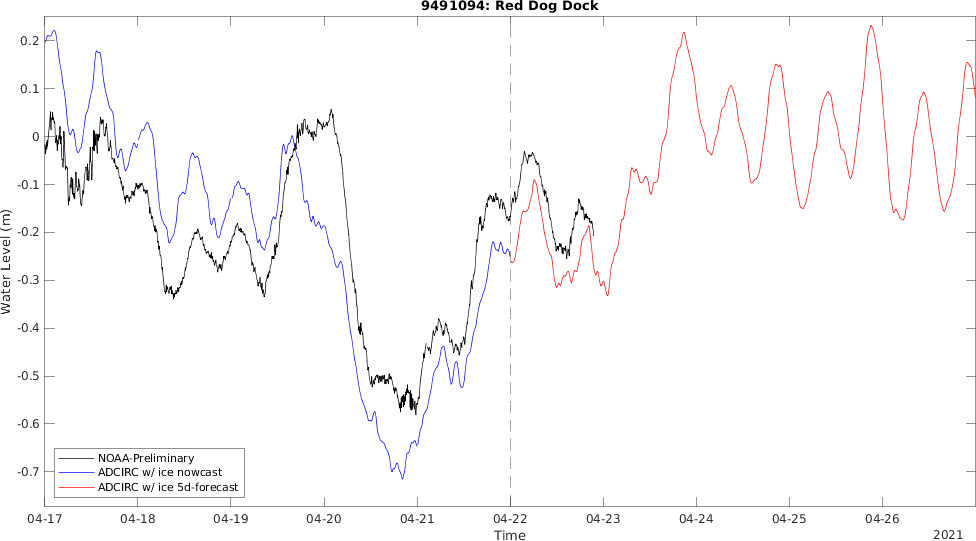 9491094: Red Dog Dock
Water Level (m)
0.2
0.1
0
-0.1
-0.2
-0.3
-0.4
-0.5
-0.6
-0.7
NOAA-Preliminary
ADCIRC w/ ice nowcast
ADCIRC w/ ice 5d-forecast
04-17 04-18 04-19 04-20 04-21 04-22 04-23 04-24 04-25 04-26
Time
2021